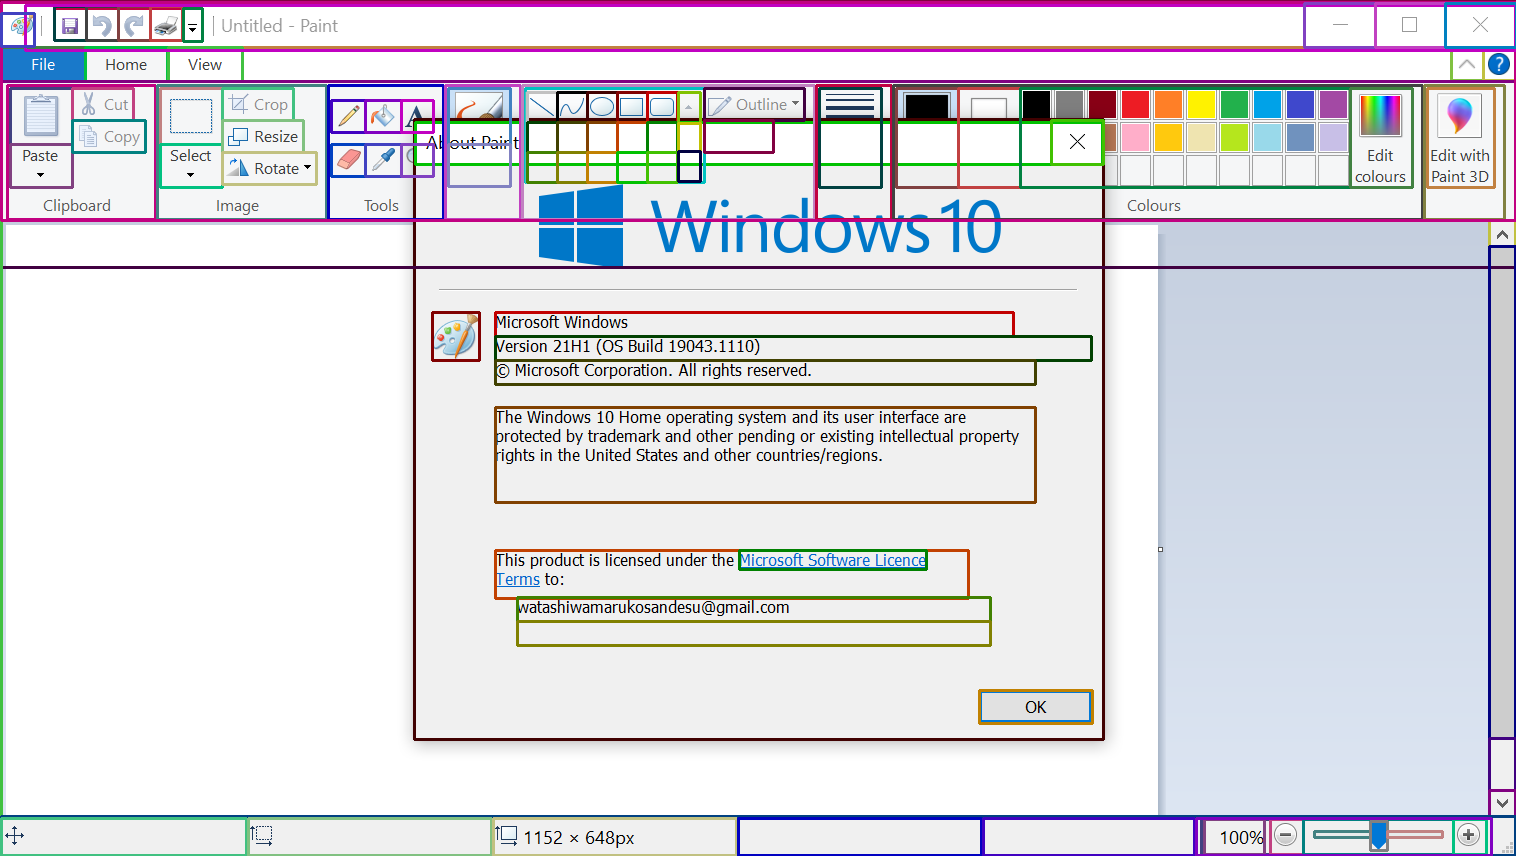 Untitled - Paint
File
Home
View
Paste
Cut
Copy
Clipboard
Select
Crop
Resize
Rotate
Image
A
Tools
Outline
Colours
Edit colours
Edit with Paint 3D
About Paint
Windows 10
Microsoft Windows
Version 21H1 (OS Build 19043.1110)
© Microsoft Corporation. All rights reserved.
The Windows 10 Home operating system and its user interface are
protected by trademark and other pending or existing intellectual property
rights in the United States and other countries/regions.
This product is licensed under the Microsoft Software Licence
Terms to:
watashiwamarukosandesu@gmail.com
OK
1152 × 648px
100%